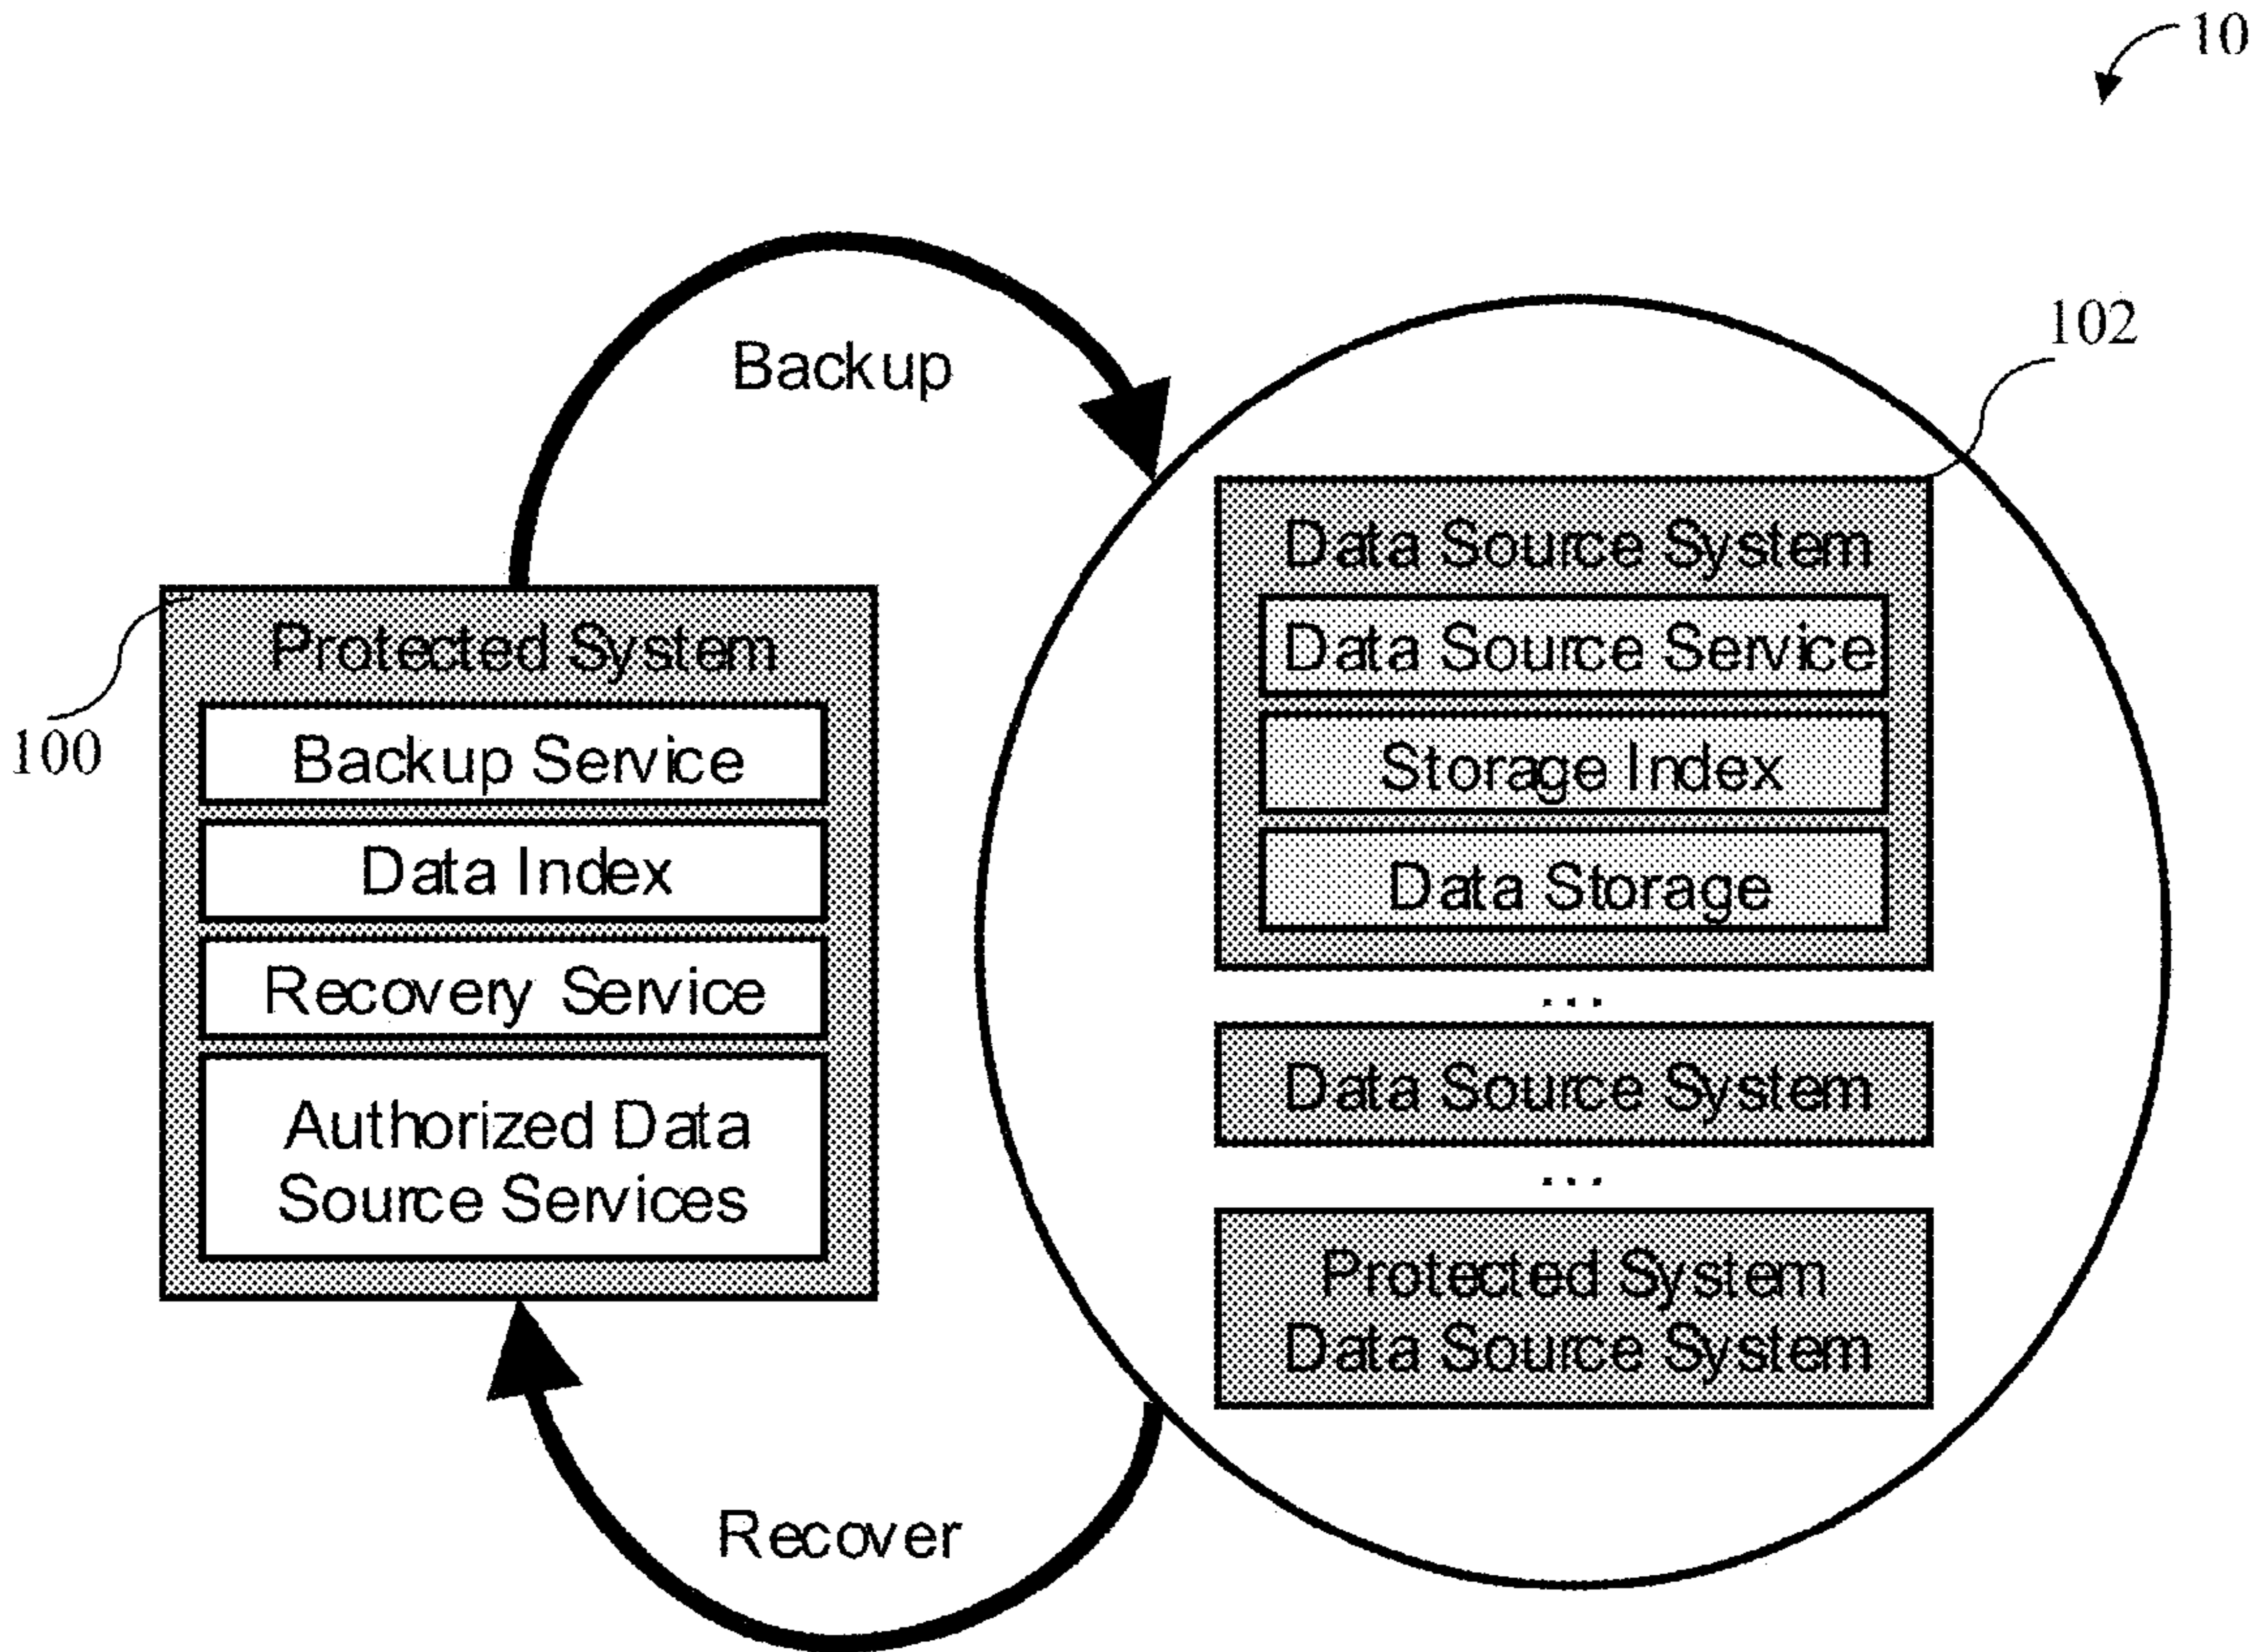 10
Backup
102
Data Source System
Data Source Service
Storage Index
Data Storage
...
Data Source System
...
Protected System
Data Source System
100
Protected System
Backup Service
Data Index
Recovery Service
Authorized Data
Source Services
Recover